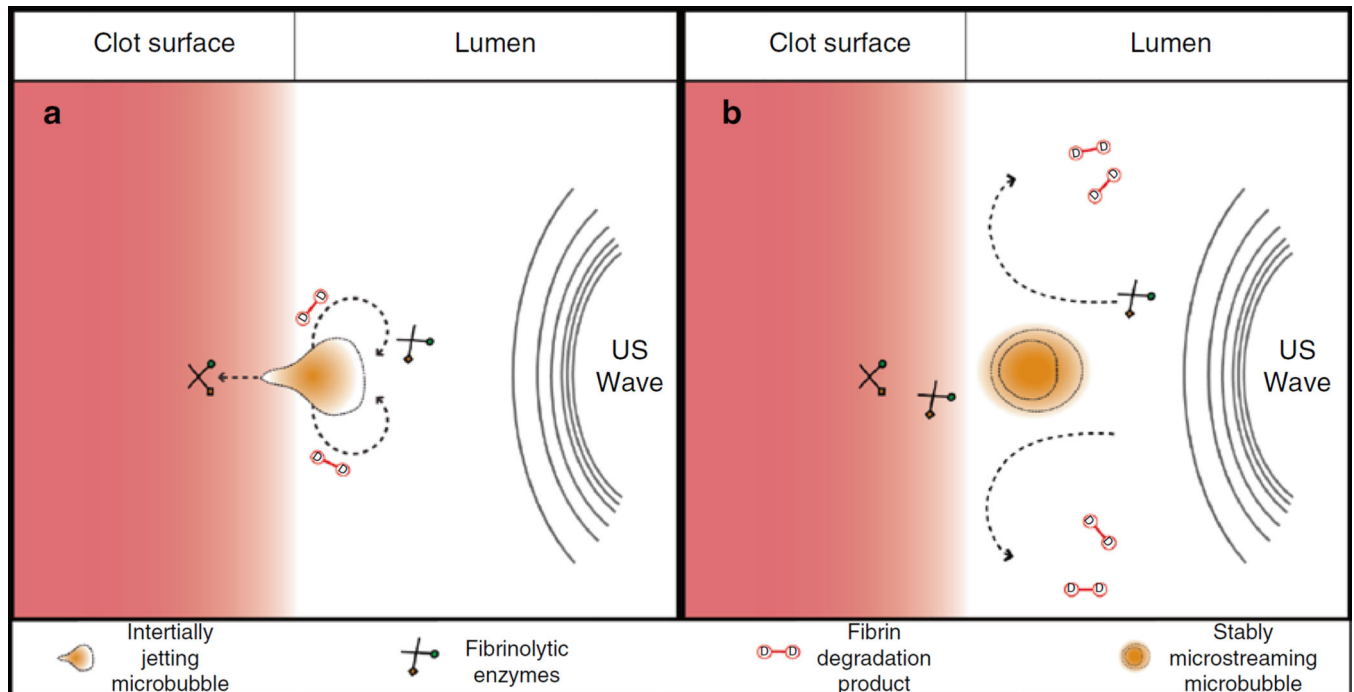 Clot surface
Lumen
Clot surface
Lumen
a
b
D
D
D
D
US
Wave
D
D
D
D
US
Wave
D
D
D
D
Intertially
jetting
microbubble
Fibrinolytic
enzymes
D
D
Fibrin
degradation
product
Stably
microstreaming
microbubble